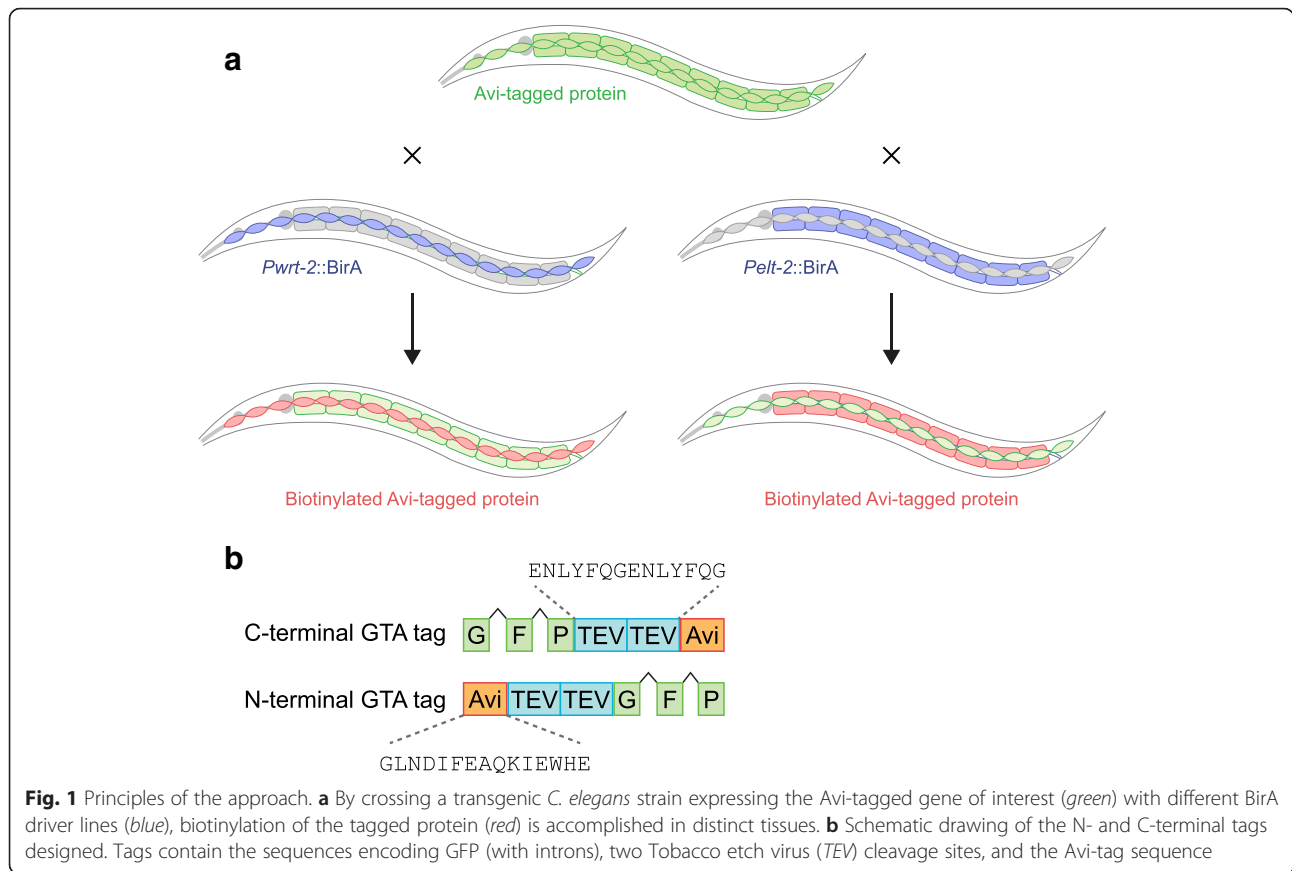 a
Avi-tagged protein
× ×
Pwrt-2::BirA Pelt-2::BirA
Biotinylated Avi-tagged protein Biotinylated Avi-tagged protein
b
ENLYFQGENLYFQG
C-terminal GTA tag G F P TEV TEV Avi
N-terminal GTA tag Avi TEV TEV G F P
GLNDIFEAQKIEWHE
Fig. 1 Principles of the approach. a By crossing a transgenic C. elegans strain expressing the Avi-tagged gene of interest (green) with different BirA
driver lines (blue), biotinylation of the tagged protein (red) is accomplished in distinct tissues. b Schematic drawing of the N- and C-terminal tags
designed. Tags contain the sequences encoding GFP (with introns), two Tobacco etch virus (TEV) cleavage sites, and the Avi-tag sequence